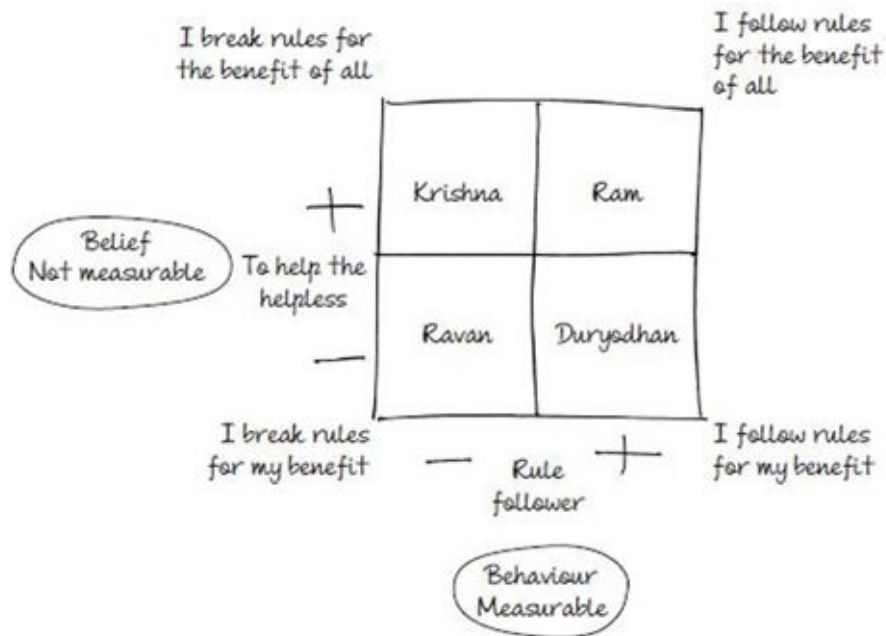 I break rules for
the benefit of all
I follow rules
for the benefit
of all
Krishna
Ram
Belief
Not measurable
To help the
helpless
Ravan
Duryodhan
I break rules
for my benefit
Rule
follower
I follow rules
for my benefit
Behaviour
Measurable